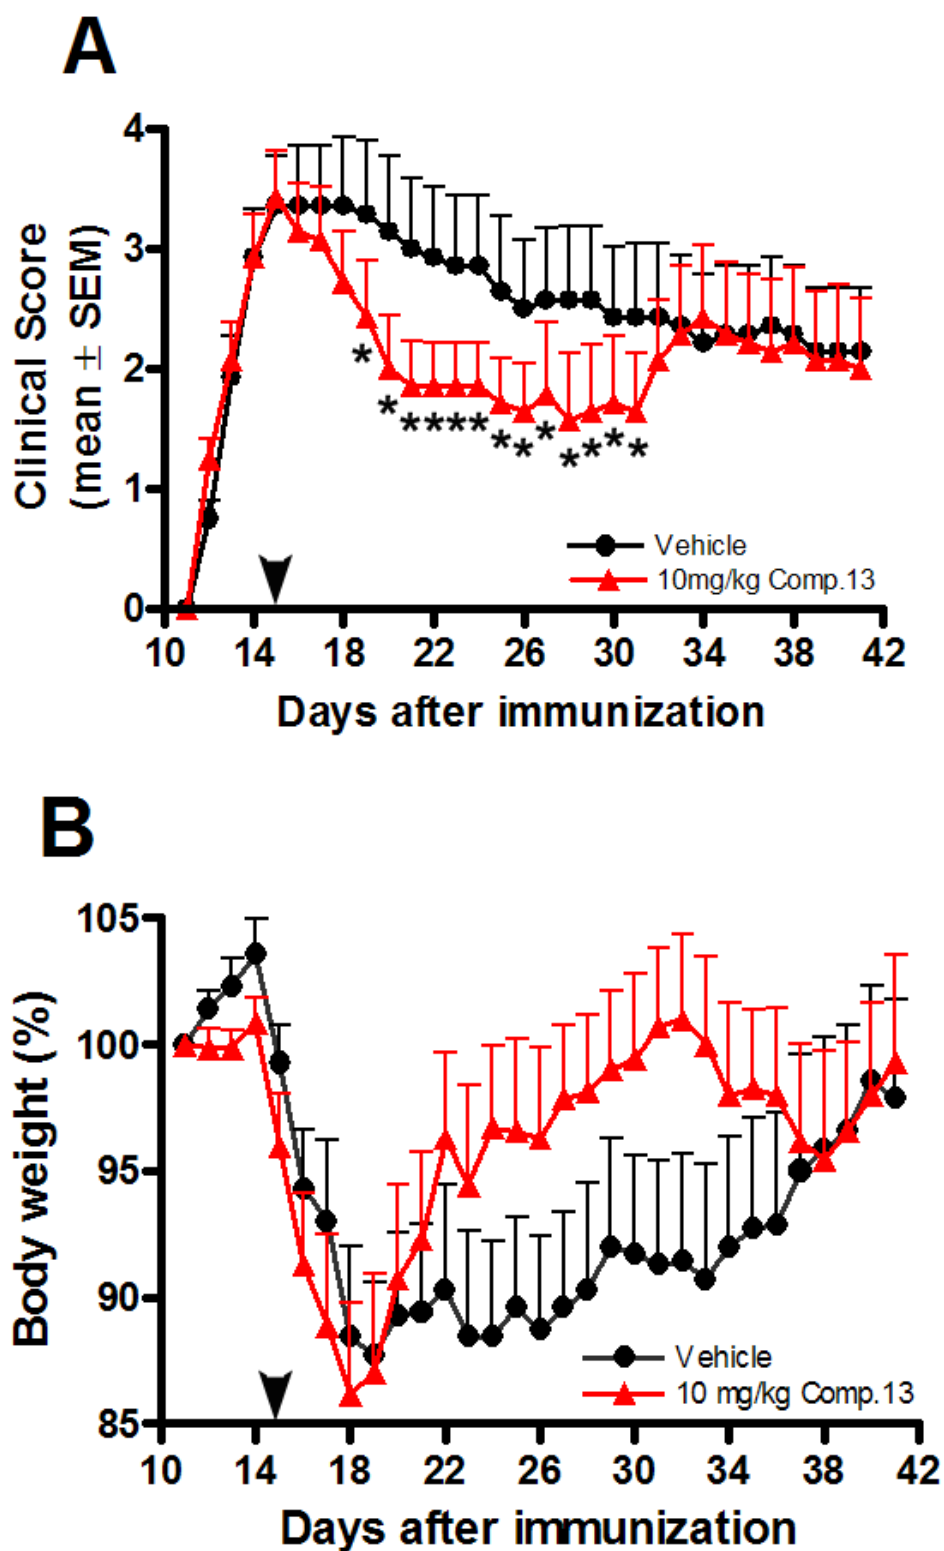 A
4
3
2
1
0
Clinical Score
(mean ± SEM)
* * * * * * * * * * * * *
Vehicle
10mg/kg Comp.13
10 14 18 22 26 30 34 38 42
Days after immunization
B
105
100
95
90
85
Body weight (%)
Vehicle
10 mg/kg Comp.13
10 14 18 22 26 30 34 38 42
Days after immunization